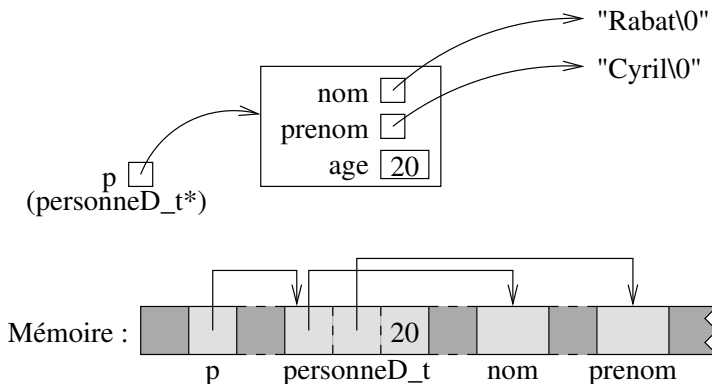 "Rabat\0"
"Cyril\0"
nom
prenom
age 20
p
(personneD_t*)
Mémoire : 20
p personneD_t nom prenom